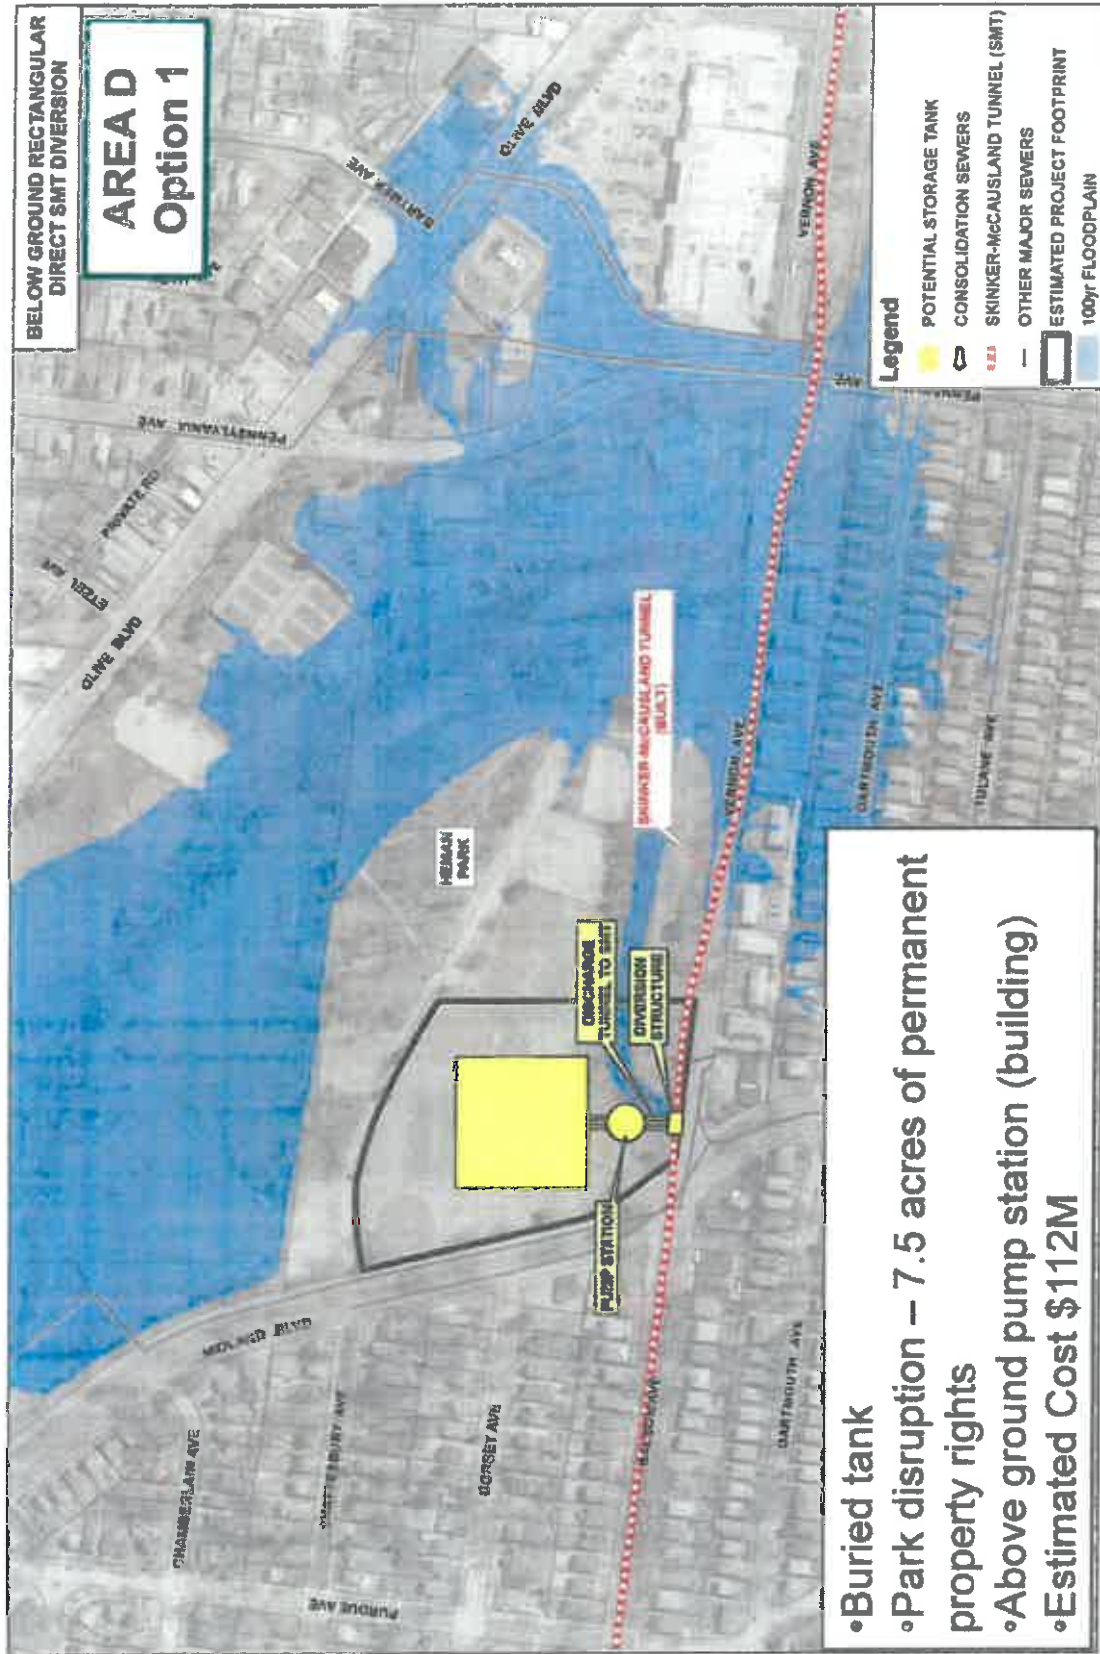 BELOW GROUND RECTANGULAR
DIRECT SMT DIVERSION
AREA D
Option 1
BARTMER AVE
OLIVE BLVD
PENNSYLVANIA AVE
PRIVATE RD
ETZEL AVE
OLIVE BLVD
VERNON AVE
HEMAN
PARK
SKINKER-McCAUSLAND TUNNEL
(BUILT)
VERNON AVE
DARTMOUTH AVE
TULANE AVE
DISCHARGE
TUNNEL TO SMT
DIVERSION
STRUCTURE
PUMP STATION
CHAMBERLAIN AVE
DORSET AVE
PURDUE AVE
DARTMOUTH AVE
Legend
POTENTIAL STORAGE TANK
CONSOLIDATION SEWERS
SKINKER-McCAUSLAND TUNNEL (SMT)
OTHER MAJOR SEWERS
ESTIMATED PROJECT FOOTPRINT
100yr FLOODPLAIN
•Buried tank
•Park disruption – 7.5 acres of permanent
property rights
•Above ground pump station (building)
•Estimated Cost $112M